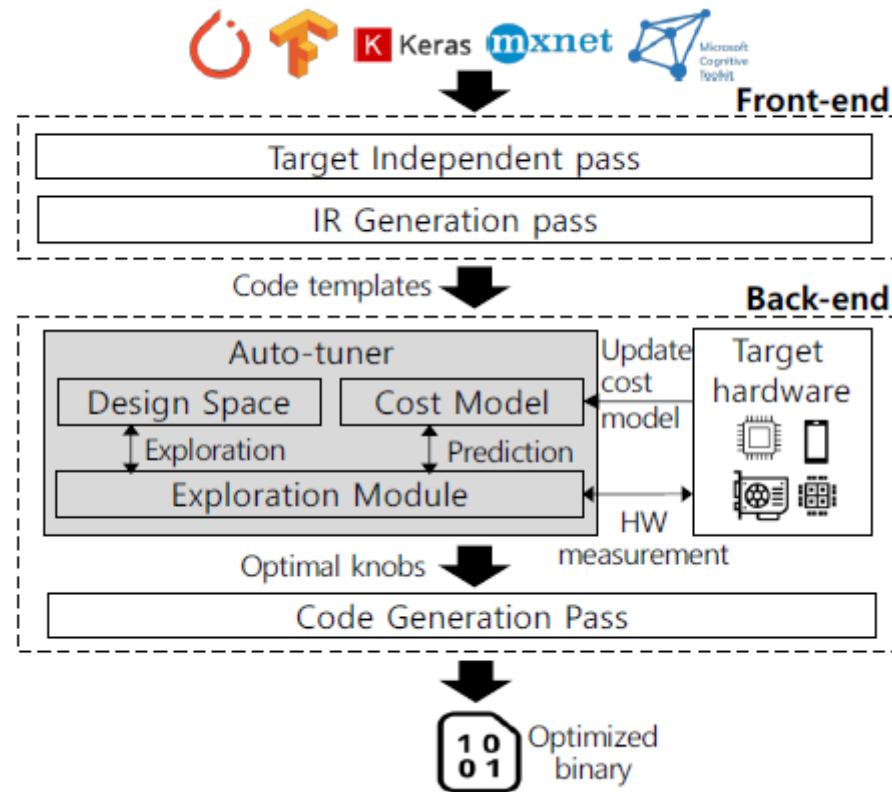 K Keras
mxnet
Microsoft
Cognitive
Toolkit
Front-end
Target Independent pass
IR Generation pass
Code templates
Back-end
Auto-tuner
Design Space
Cost Model
Exploration
Prediction
Exploration Module
Update
cost
model
Target
hardware
HW
measurement
Optimal knobs
Code Generation Pass
1 0
0 1
Optimized
binary